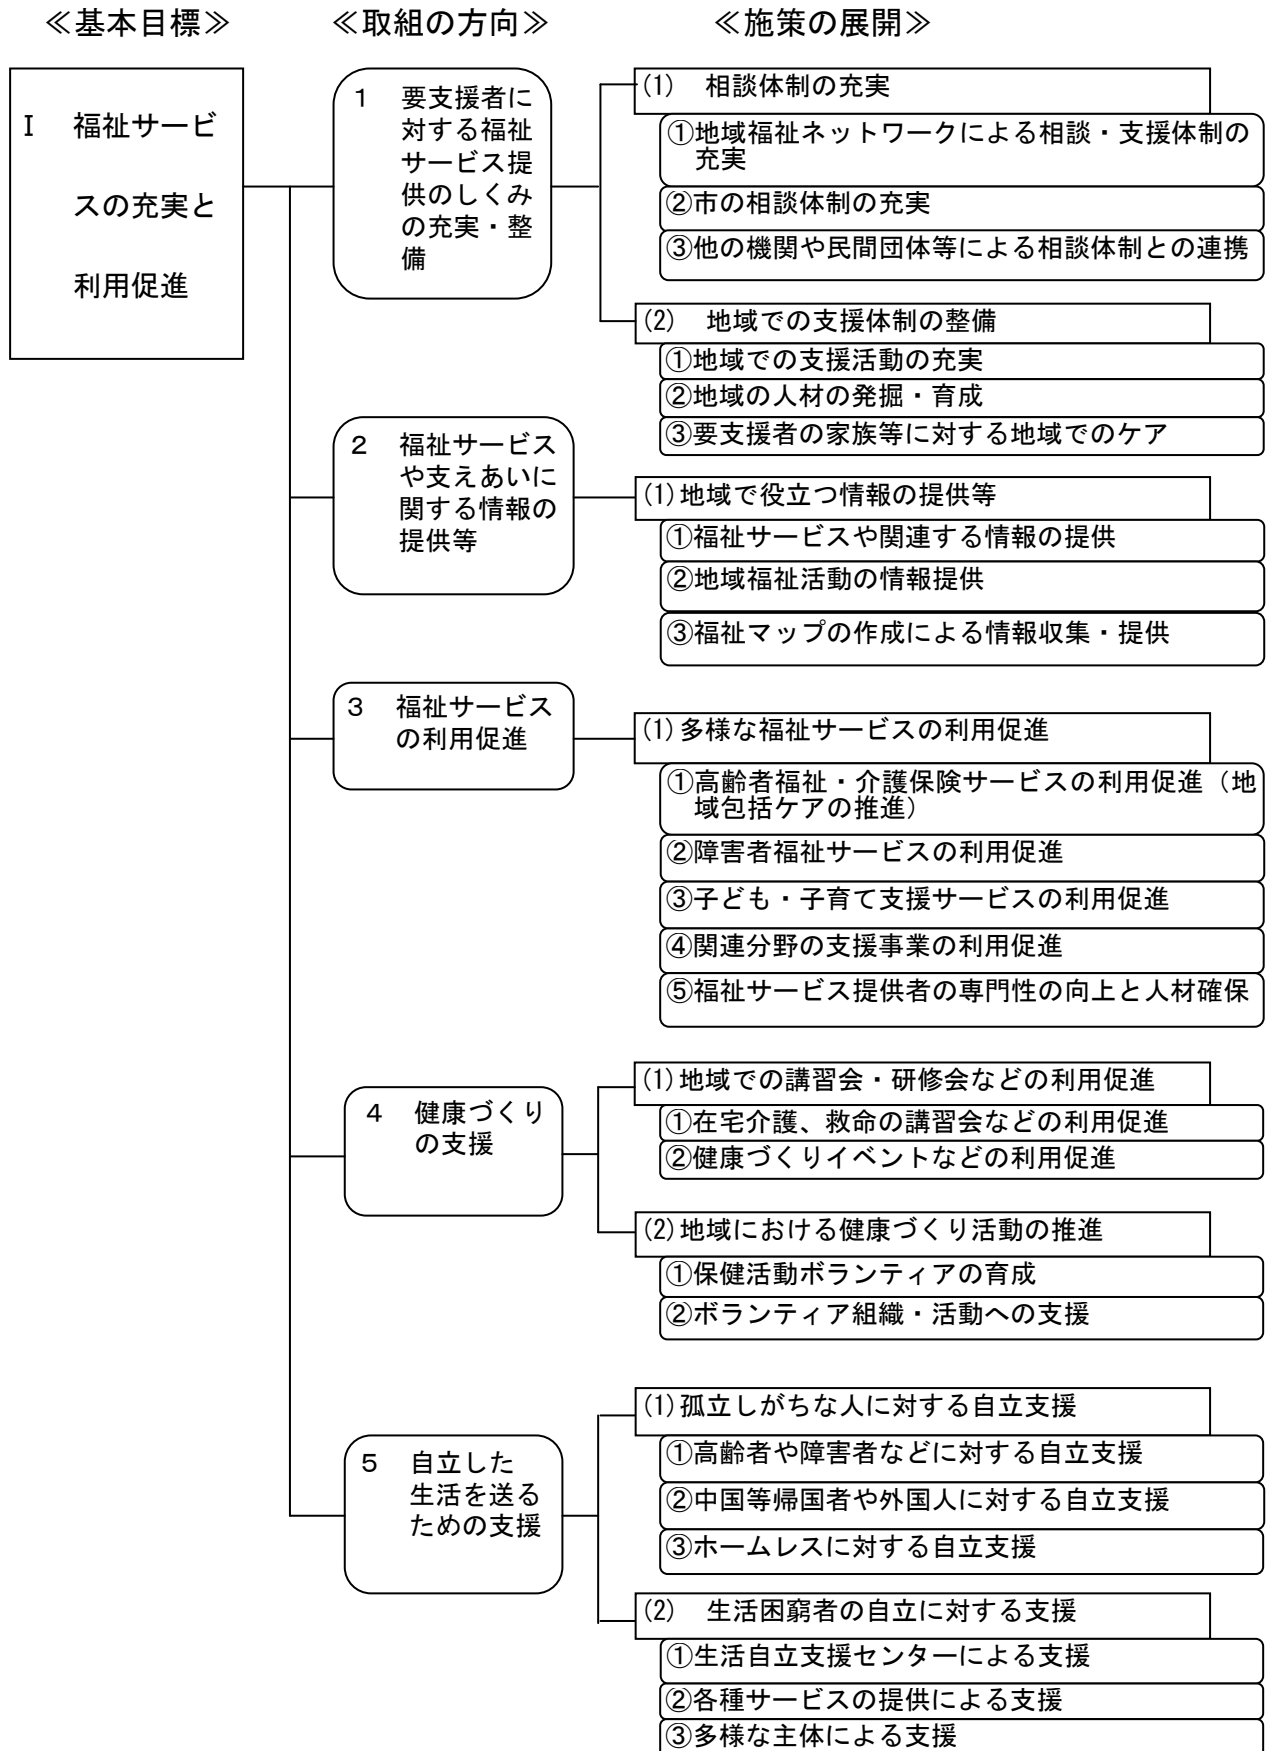 ≪基本目標≫ ≪取組の方向≫ ≪施策の展開≫
Ⅰ 福祉サービ
スの充実と
利用促進
1 要支援者に
対する福祉
サービス提
供のしくみ
の充実・整
備
(1) 相談体制の充実
①地域福祉ネットワークによる相談・支援体制の
充実
②市の相談体制の充実
③他の機関や民間団体等による相談体制との連携
(2) 地域での支援体制の整備
①地域での支援活動の充実
②地域の人材の発掘・育成
③要支援者の家族等に対する地域でのケア
2 福祉サービス
や支えあいに
関する情報の
提供等
(1)地域で役立つ情報の提供等
①福祉サービスや関連する情報の提供
②地域福祉活動の情報提供
③福祉マップの作成による情報収集・提供
3 福祉サービス
の利用促進
(1)多様な福祉サービスの利用促進
①高齢者福祉・介護保険サービスの利用促進（地
域包括ケアの推進）
②障害者福祉サービスの利用促進
③子ども・子育て支援サービスの利用促進
④関連分野の支援事業の利用促進
⑤福祉サービス提供者の専門性の向上と人材確保
4 健康づくり
の支援
(1)地域での講習会・研修会などの利用促進
①在宅介護、救命の講習会などの利用促進
②健康づくりイベントなどの利用促進
(2)地域における健康づくり活動の推進
①保健活動ボランティアの育成
②ボランティア組織・活動への支援
5 自立した
生活を送る
ための支援
(1)孤立しがちな人に対する自立支援
①高齢者や障害者などに対する自立支援
②中国等帰国者や外国人に対する自立支援
③ホームレスに対する自立支援
(2) 生活困窮者の自立に対する支援
①生活自立支援センターによる支援
②各種サービスの提供による支援
③多様な主体による支援